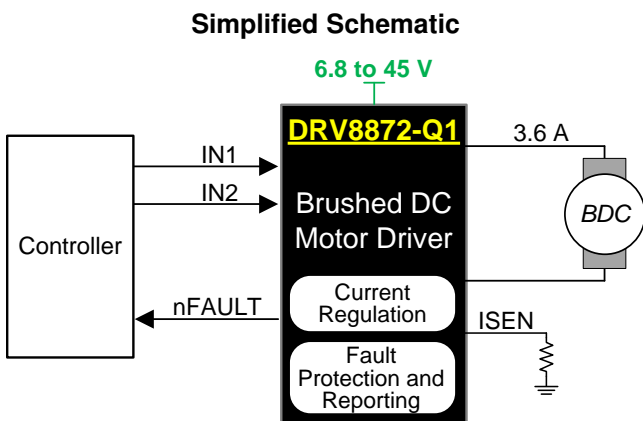 Simplified Schematic
6.8 to 45 V
DRV8872-Q1
3.6 A
IN1
IN2
Brushed DC
Motor Driver
BDC
Controller
nFAULT
Current
Regulation
ISEN
Fault
Protection and
Reporting